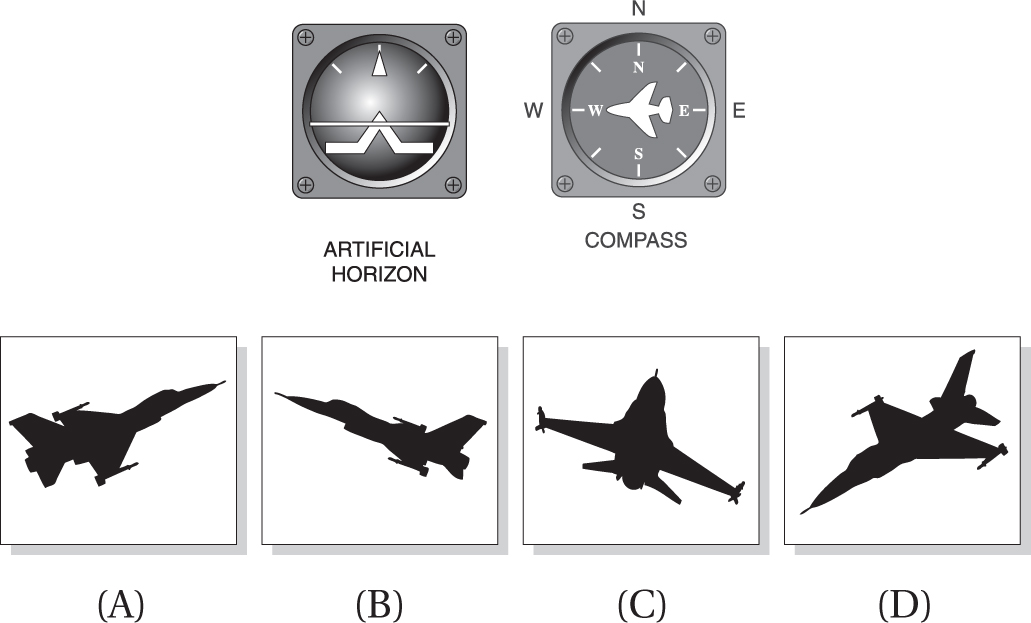 N
N
W W E E
S
S
ARTIFICIAL
HORIZON
COMPASS
(A) (B) (C) (D)